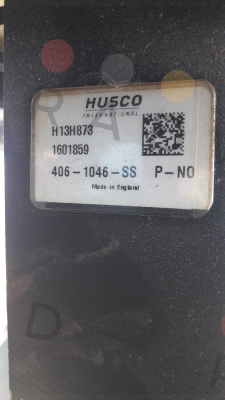 HUSCO
INTERNATIONAL
H13H873
1601859
406-1046-SS P-NO
Made in England